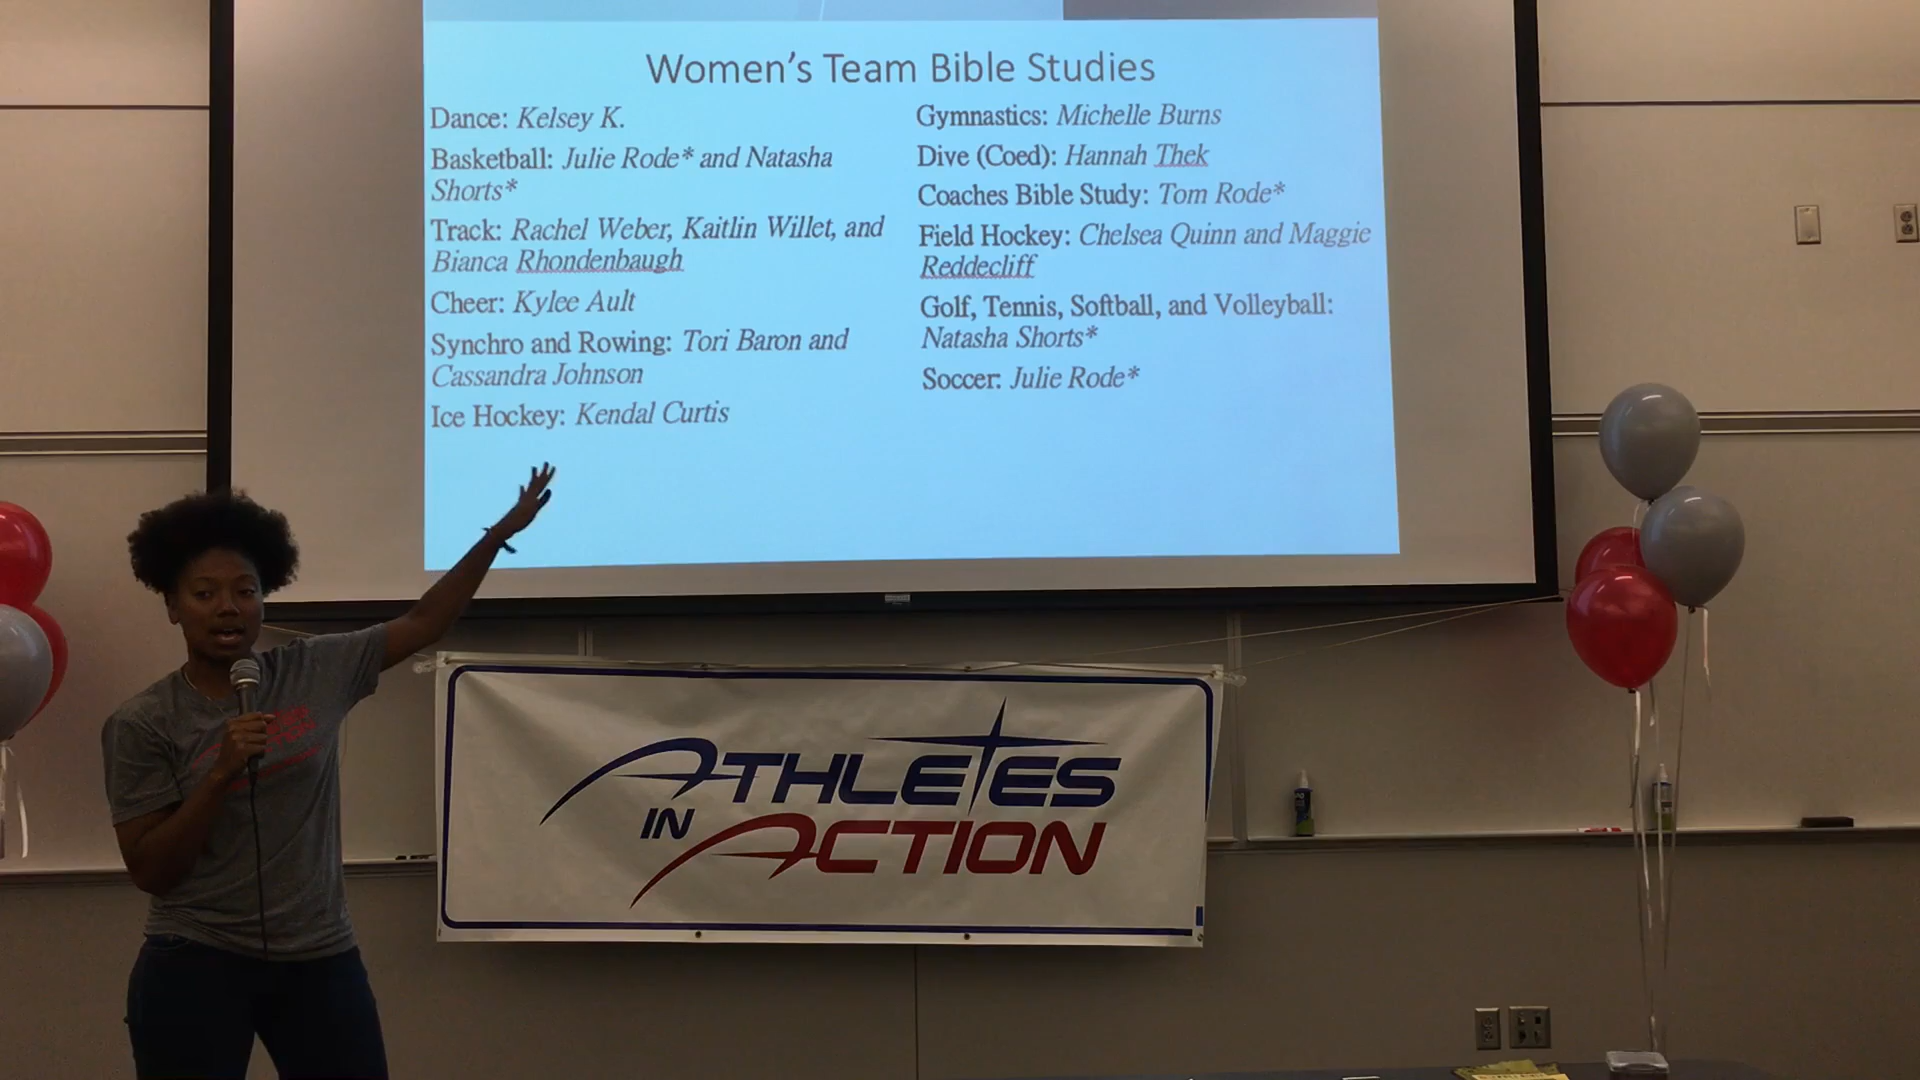 Women's Team Bible Studies
Dance: Kelsey K.
Basketball: Julie Rode* and Natasha
Shorts*
Track: Rachel Weber, Kaitlin Willet, and
Bianca Rhondenbaugh
Cheer: Kylee Ault
Synchro and Rowing: Tori Baron and
Cassandra Johnson
Ice Hockey: Kendal Curtis
Gymnastics: Michelle Burns
Dive (Coed): Hannah Thek
Coaches Bible Study: Tom Rode*
Field Hockey: Chelsea Quinn and Maggie
Reddecliff
Golf, Tennis, Softball, and Volleyball:
Natasha Shorts*
Soccer: Julie Rode*
ATHLETES
IN ACTION